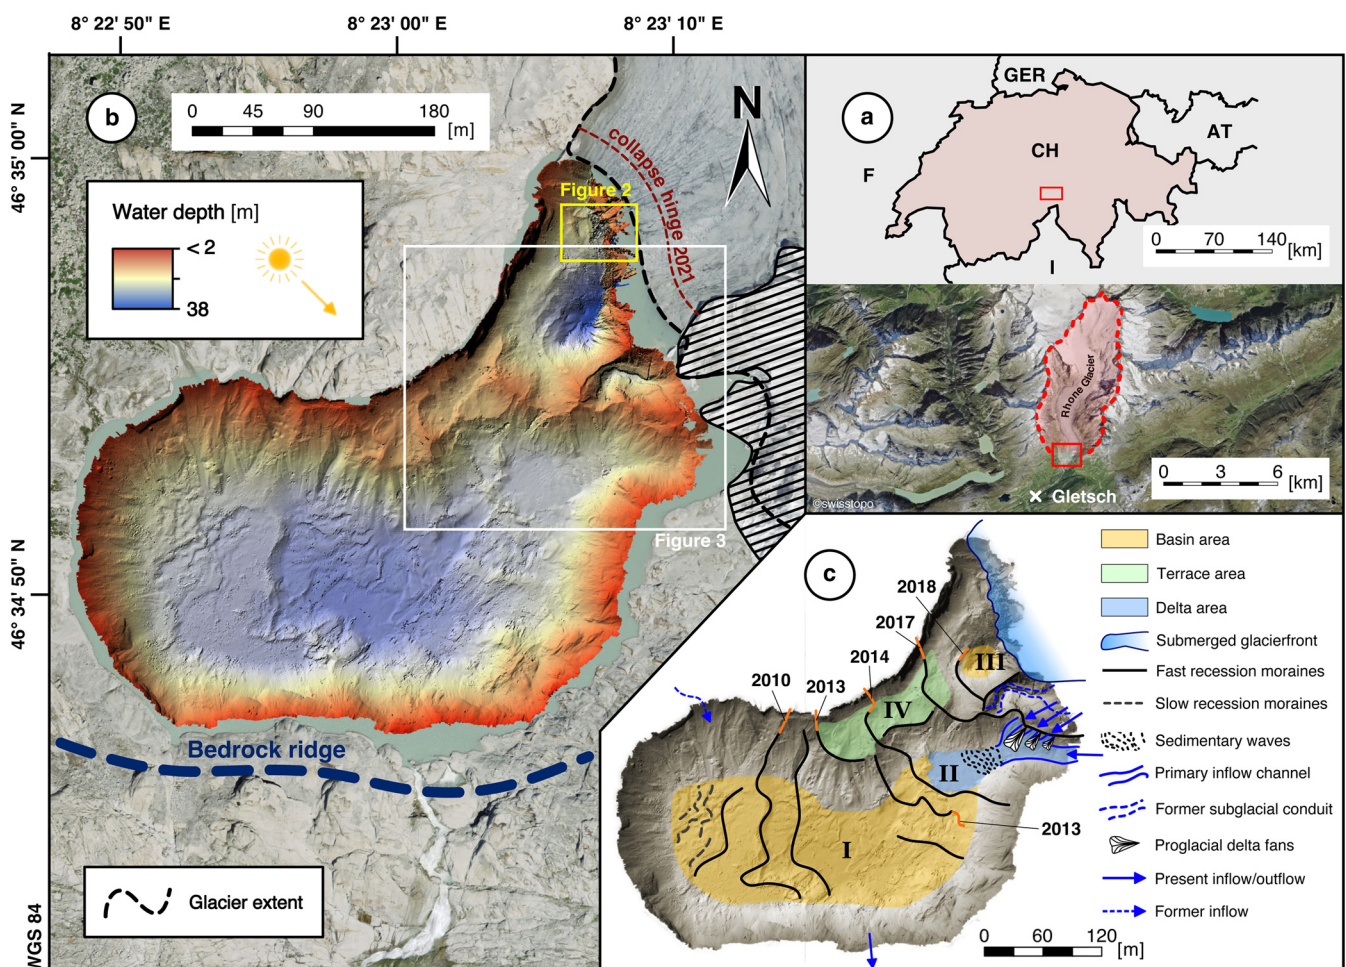 8° 22' 50" E
8° 23' 00" E
8° 23' 10" E
46° 35' 00" N
46° 34' 50" N
WGS 84
b
0 45 90 180 [m]
N
Water depth [m]
< 2
38
collapse hinge 2021
Figure 2
Figure 3
Bedrock ridge
Glacier extent
a
GER
AT
CH
F
I
0 70 140 [km]
Rhone Glacier
Gletsch
0 3 6 [km]
©swisstopo
c
2018
2017
2014
2010
2013
III
IV
II
I
2013
0 60 120 [m]
Basin area
Terrace area
Delta area
Submerged glacierfront
Fast recession moraines
Slow recession moraines
Sedimentary waves
Primary inflow channel
Former subglacial conduit
Proglacial delta fans
Present inflow/outflow
Former inflow